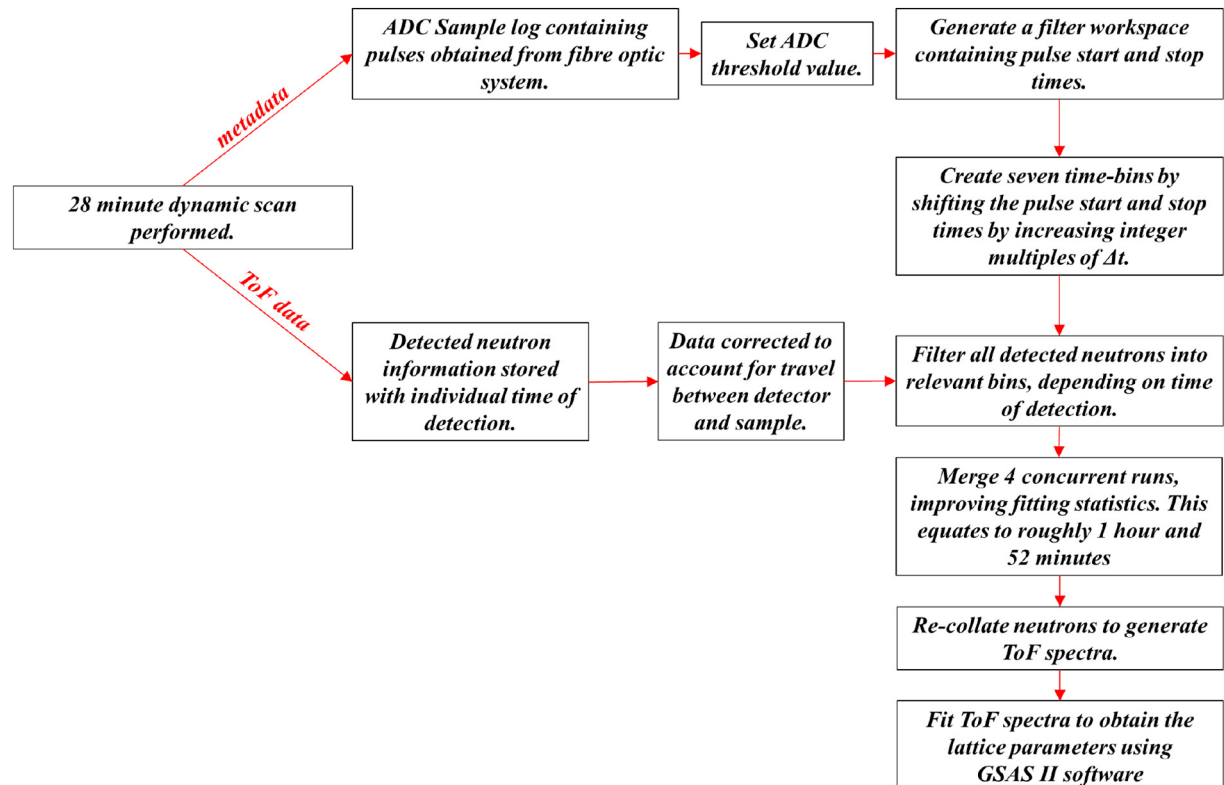 ADC Sample log containing
pulses obtained from fibre optic
system.
Set ADC
threshold value.
Generate a filter workspace
containing pulse start and stop
times.
metadata
28 minute dynamic scan
performed.
Create seven time-bins by
shifting the pulse start and stop
times by increasing integer
multiples of Δt.
ToF data
Detected neutron
information stored
with individual time of
detection.
Data corrected to
account for travel
between detector
and sample.
Filter all detected neutrons into
relevant bins, depending on time
of detection.
Merge 4 concurrent runs,
improving fitting statistics. This
equates to roughly 1 hour and
52 minutes
Re-collate neutrons to generate
ToF spectra.
Fit ToF spectra to obtain the
lattice parameters using
GSAS II software